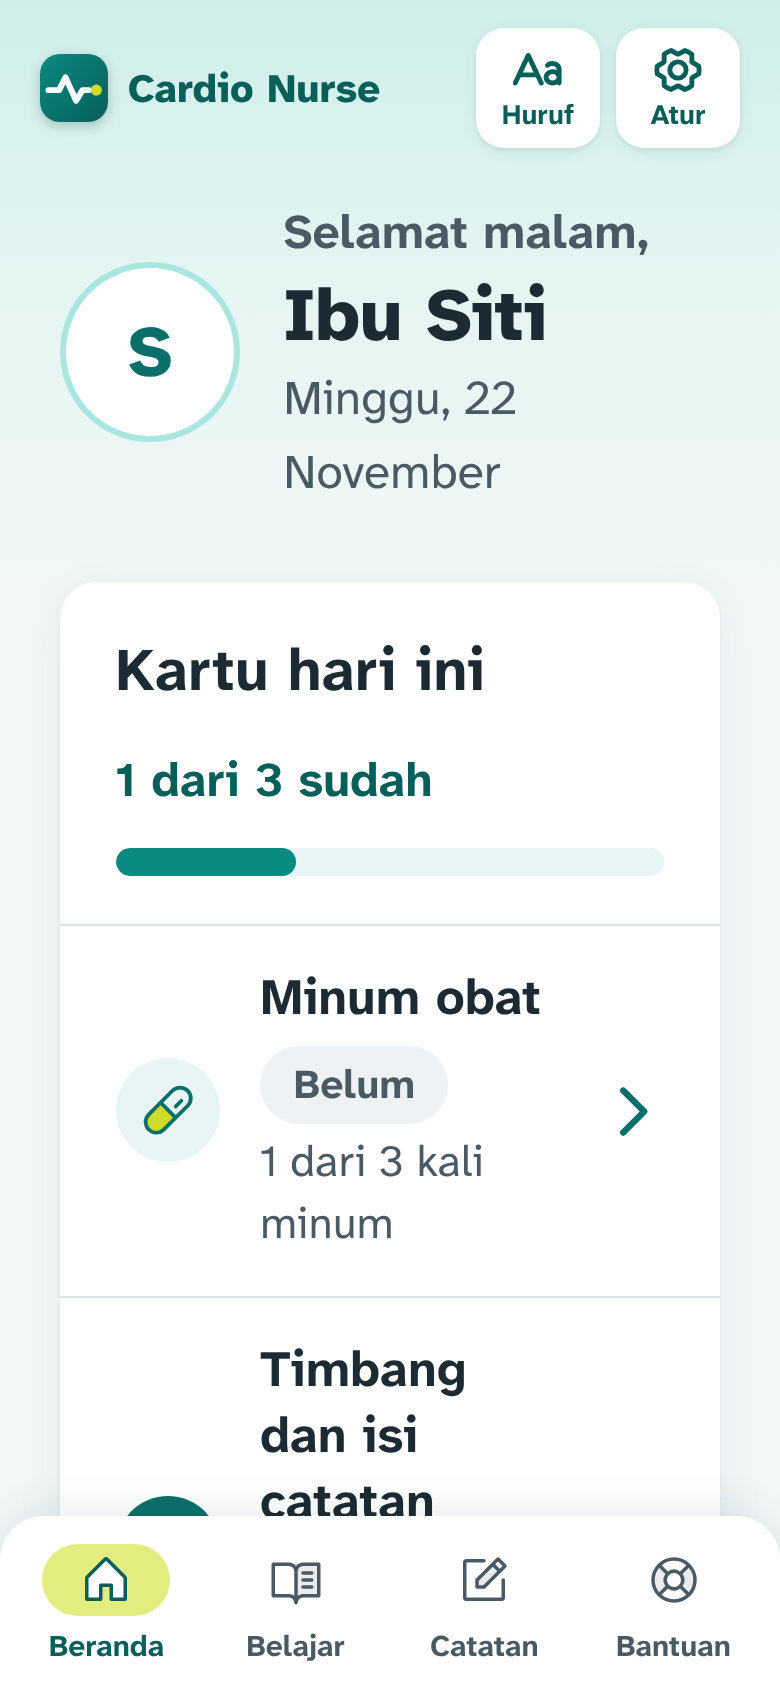 Cardio Nurse
Aa
Huruf
Atur
Selamat malam,
S
Ibu Siti
Minggu, 22
November
Kartu hari ini
1 dari 3 sudah
Minum obat
Belum
1 dari 3 kali
minum
Timbang
dan isi
catatan
Beranda
Belajar
Catatan
Bantuan